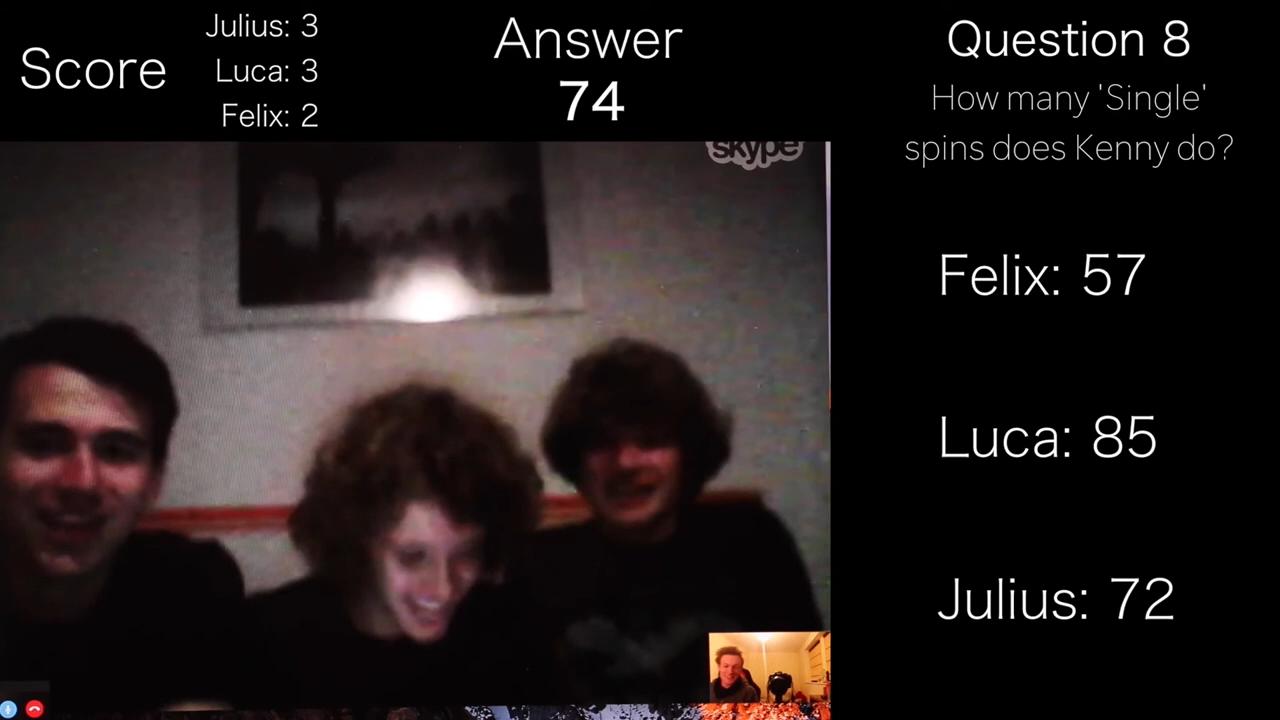 Score
Julius: 3
Luca: 3
Felix: 2
Answer
74
Question 8
How many 'Single'
spins does Kenny do?
skype
Felix: 57
Luca: 85
Julius: 72